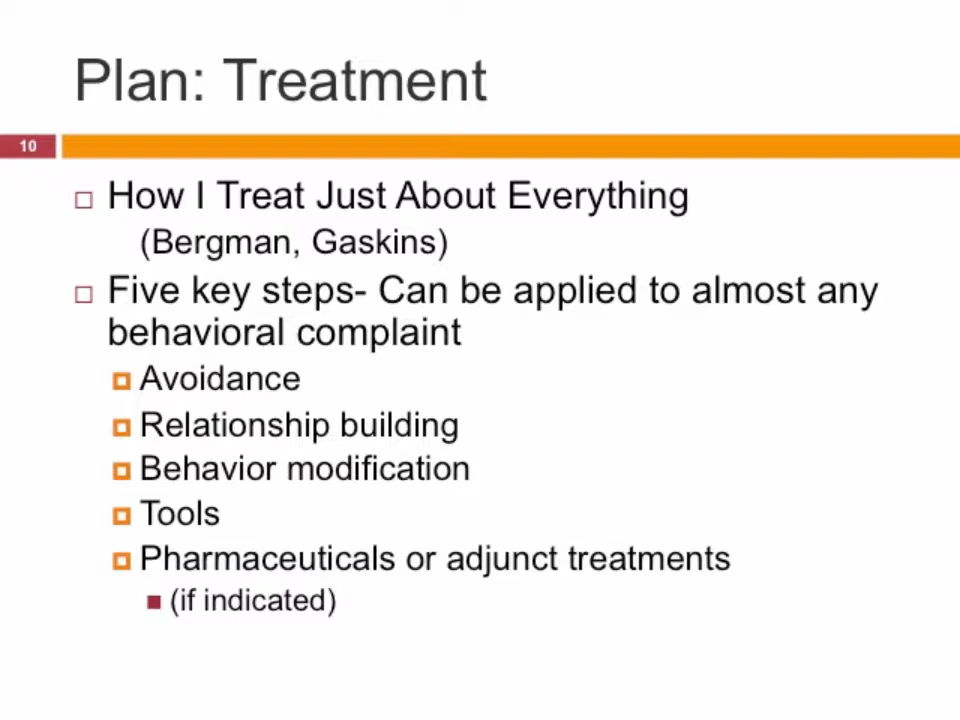 Plan: Treatment
10
How I Treat Just About Everything
(Bergman, Gaskins)
Five key steps- Can be applied to almost any
behavioral complaint
Avoidance
Relationship building
Behavior modification
Tools
Pharmaceuticals or adjunct treatments
(if indicated)